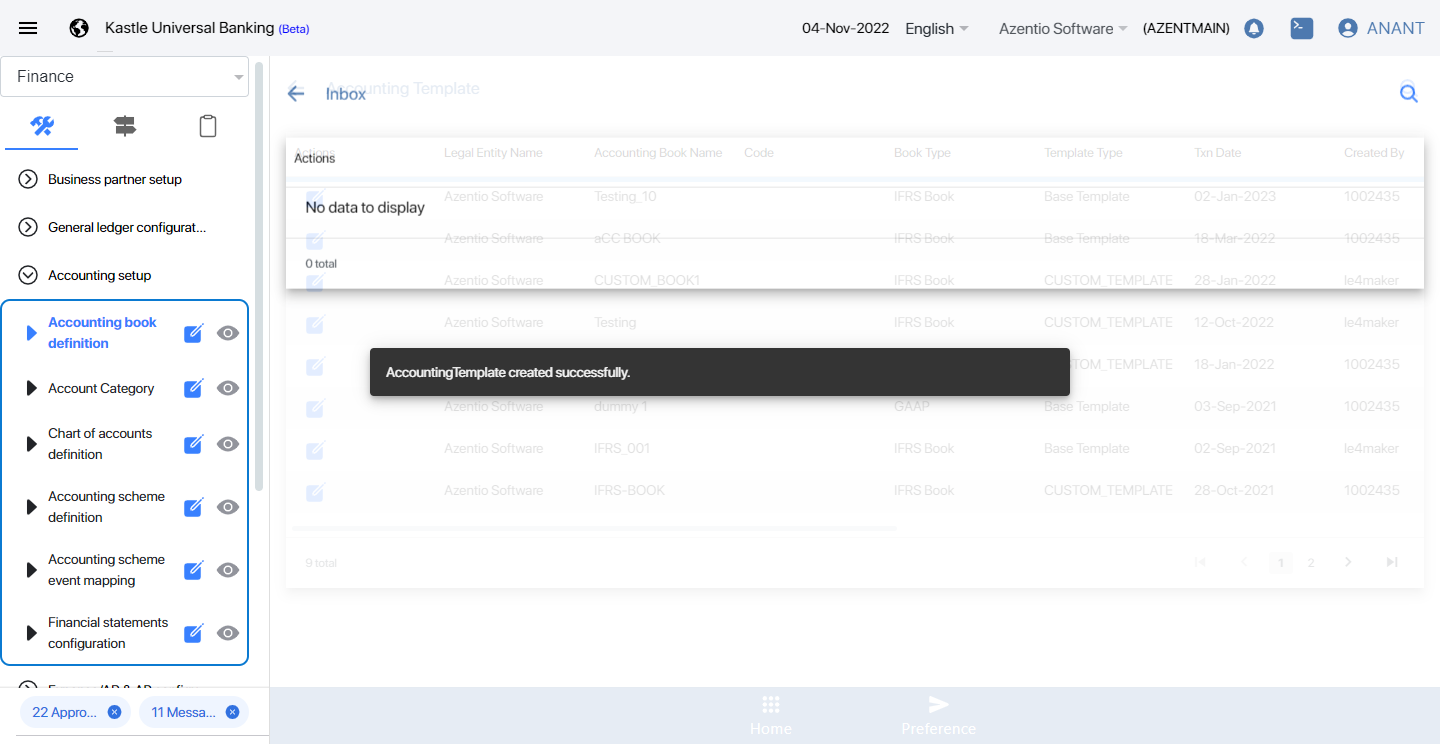 Kastle Universal Banking (Beta)
04-Nov-2022 English Azentio Software (AZENTMAIN) ANANT
Finance
Business partner setup
General ledger configurat...
Accounting setup
Accounting book
definition
Account Category
Chart of accounts
definition
Accounting scheme
definition
Accounting scheme
event mapping
Financial statements
configuration
22 Appro... 11 Messa...
Accounting Template
Inbox
Actions Legal Entity Name Accounting Book Name Code Book Type Template Type Txn Date Created By
Actions
Azentio Software Testing_10 IFRS Book Base Template 02-Jan-2023 1002435
No data to display
Azentio Software aCC BOOK IFRS Book Base Template 18-Mar-2022 1002435
0 total
Azentio Software CUSTOM_BOOK1 IFRS Book CUSTOM_TEMPLATE 28-Jan-2022 le4maker
Azentio Software Testing IFRS Book CUSTOM_TEMPLATE 12-Oct-2022 le4maker
18-Jan-2022 1002435
AccountingTemplate created successfully.
Azentio Software dummy 1 GAAP Base Template 03-Sep-2021 1002435
Azentio Software IFRS_001 IFRS Book Base Template 02-Sep-2021 le4maker
Azentio Software IFRS-BOOK IFRS Book CUSTOM_TEMPLATE 28-Oct-2021 1002435
9 total 1 2
Home Preference